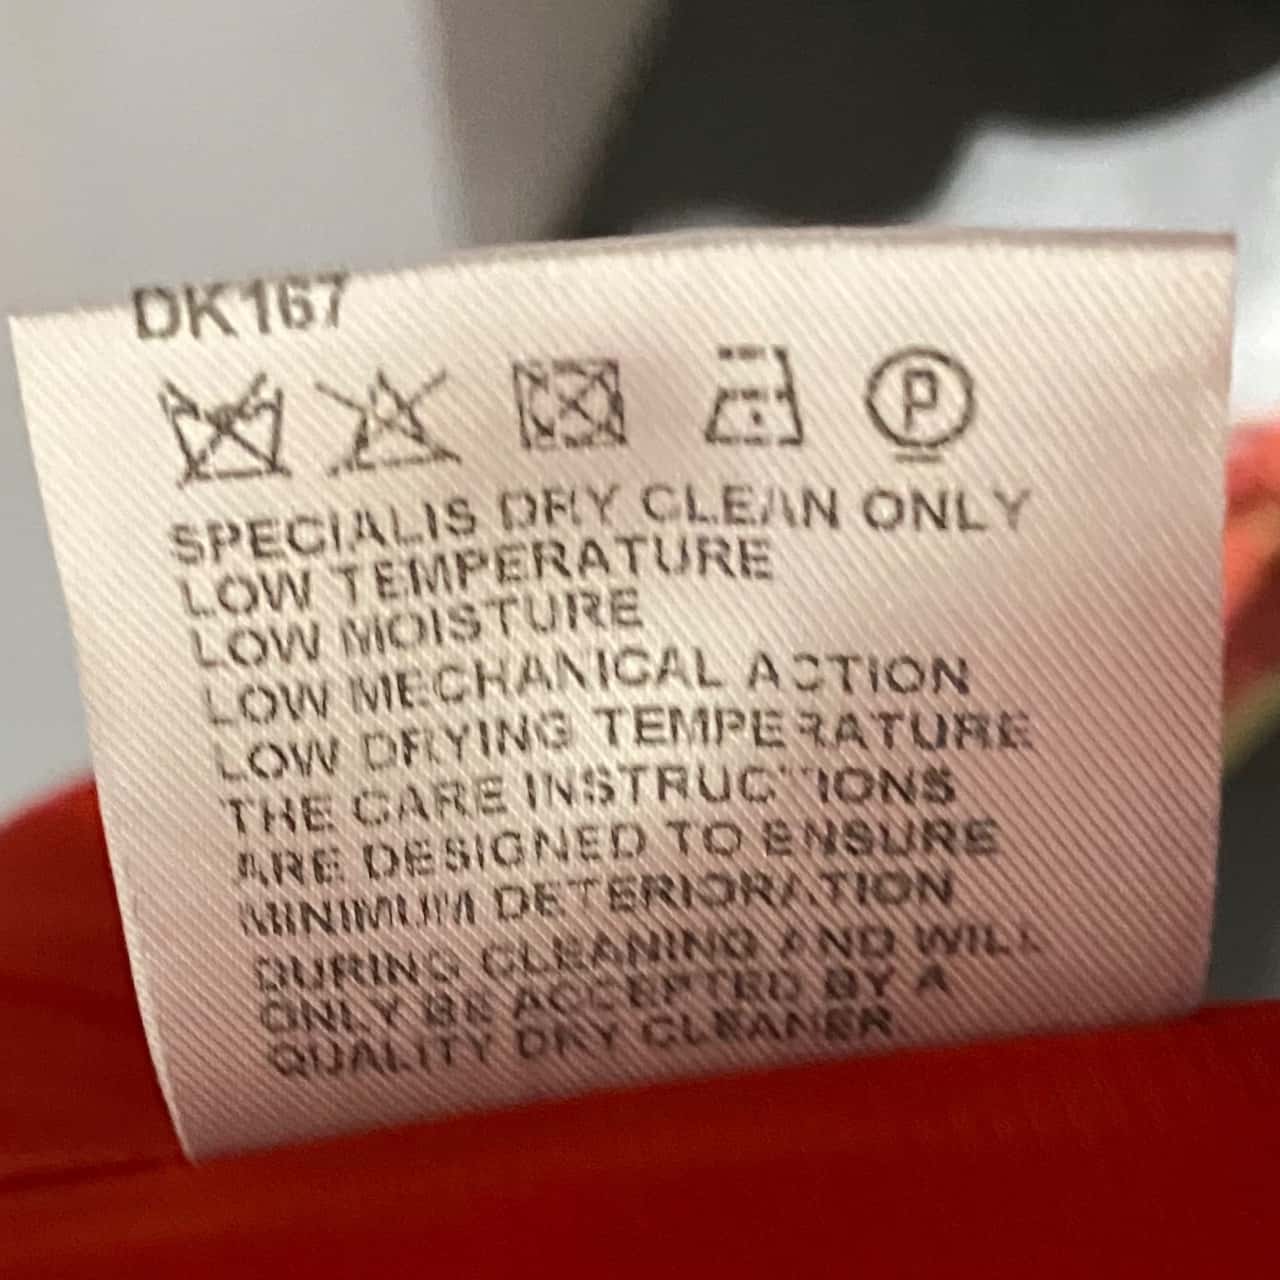 DK167
P
SPECIALIS DRY CLEAN ONLY
LOW TEMPERATURE
LOW MOISTURE
LOW MECHANICAL ACTION
LOW DRYING TEMPERATURE
THE CARE INSTRUCTIONS
ARE DESIGNED TO ENSURE
MINIMUM DETERIORATION
DURING CLEANING AND WILL
ONLY BE ACCEPTED BY A
QUALITY DRY CLEANER